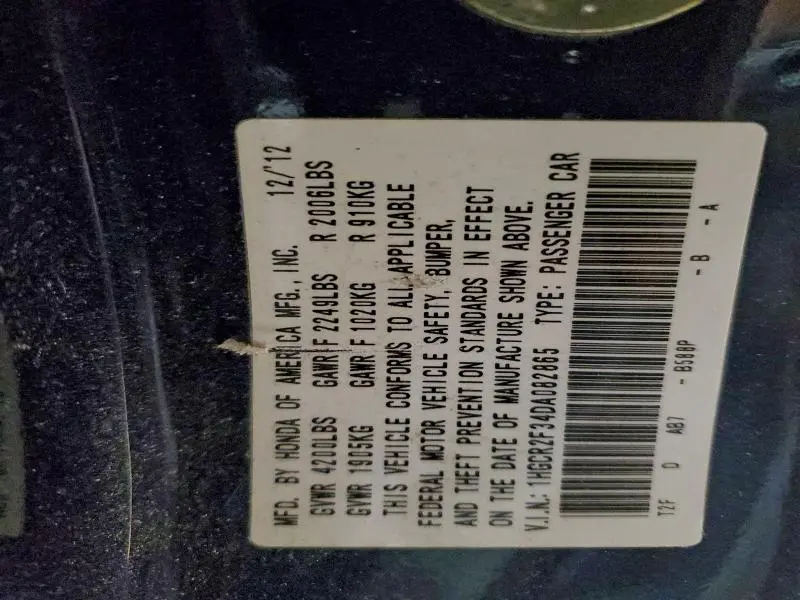 MFD. BY HONDA OF AMERICA MFG., INC. 12/'12
GVWR 4200LBS GAWR F 2249LBS R 2006LBS
GVWR 1905KG GAWR F 1020KG R 910KG
THIS VEHICLE CONFORMS TO ALL APPLICABLE
FEDERAL MOTOR VEHICLE SAFETY, BUMPER,
AND THEFT PREVENTION STANDARDS IN EFFECT
ON THE DATE OF MANUFACTURE SHOWN ABOVE.
V.I.N.: 1HGCR2F34DA082865 TYPE: PASSENGER CAR
T2F D AB7 - B588P - B - A